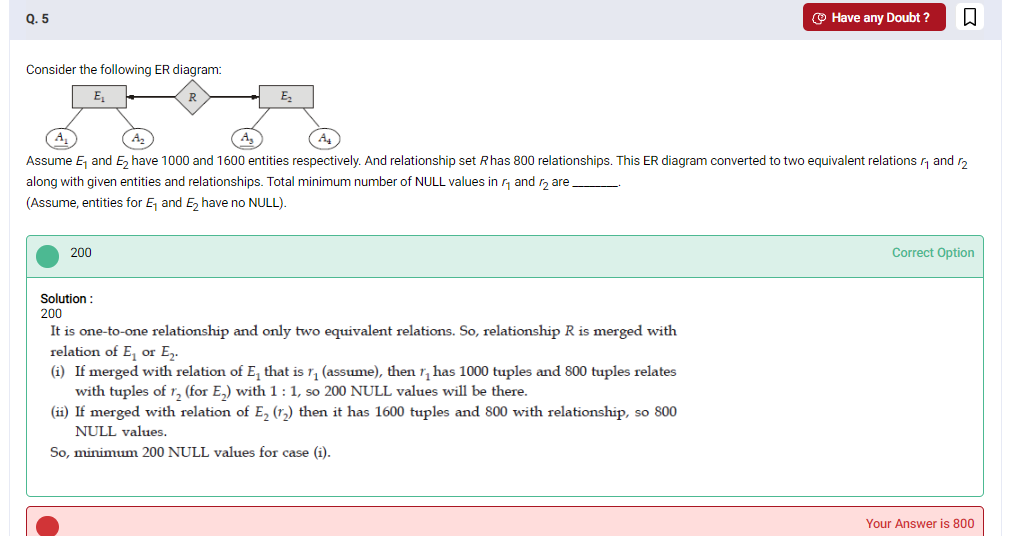 Q. 5
Have any Doubt ?
Consider the following ER diagram:
E₁ R E₂
A₁ A₂ A₃ A₄
Assume E₁ and E₂ have 1000 and 1600 entities respectively. And relationship set R has 800 relationships. This ER diagram converted to two equivalent relations r₁ and r₂
along with given entities and relationships. Total minimum number of NULL values in r₁ and r₂ are ______.
(Assume, entities for E₁ and E₂ have no NULL).
200
Correct Option
Solution :
200
It is one-to-one relationship and only two equivalent relations. So, relationship R is merged with
relation of E₁ or E₂.
(i) If merged with relation of E₁ that is r₁ (assume), then r₁ has 1000 tuples and 800 tuples relates
with tuples of r₂ (for E₂) with 1 : 1, so 200 NULL values will be there.
(ii) If merged with relation of E₂ (r₂) then it has 1600 tuples and 800 with relationship, so 800
NULL values.
So, minimum 200 NULL values for case (i).
Your Answer is 800